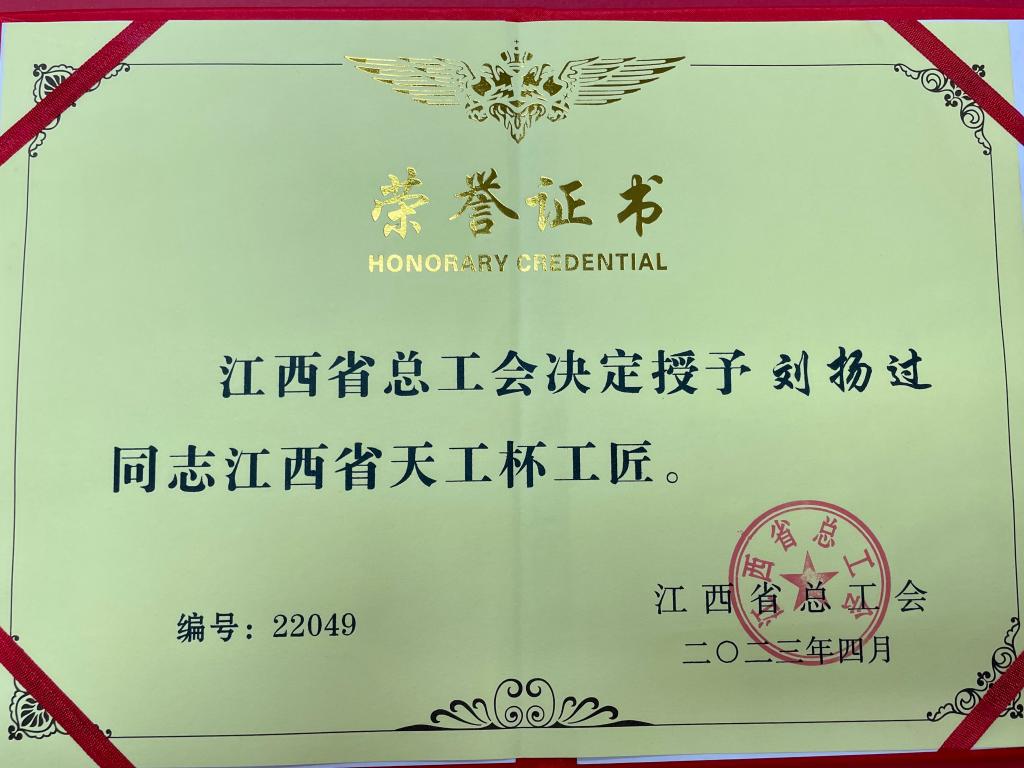 荣誉证书
HONORARY CREDENTIAL
江西省总工会决定授予刘扬过
同志江西省天工杯工匠。
江西省总工会
编号：22049
江西省总工会
二〇二三年四月